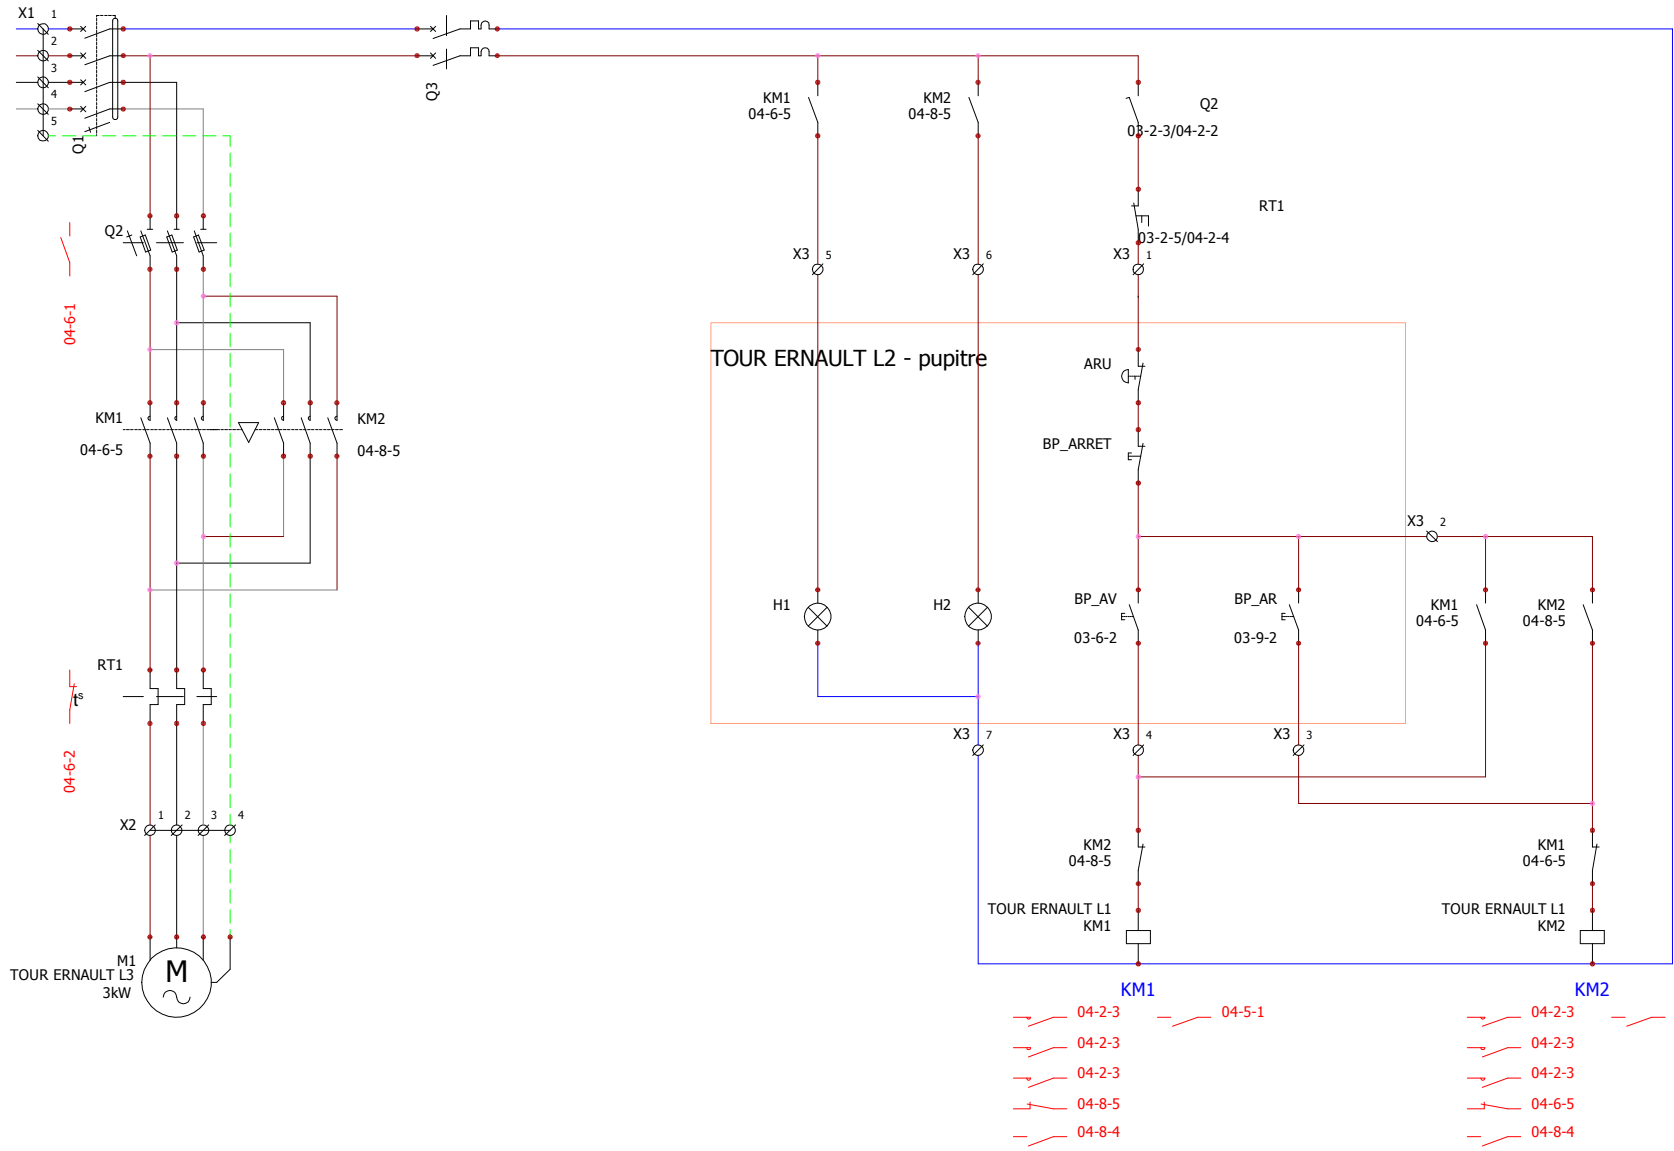 X1
1
2
3
4
5
Q1
Q3
KM1
04-6-5
KM2
04-8-5
Q2
03-2-3/04-2-2
RT1
03-2-5/04-2-4
X3 5
X3 6
X3 1
Q2
04-6-1
TOUR ERNAULT L2 - pupitre
ARU
BP_ARRET
KM1
04-6-5
KM2
04-8-5
X3 2
H1
H2
BP_AV
03-6-2
BP_AR
03-9-2
KM1
04-6-5
KM2
04-8-5
RT1
ts
04-6-2
X3 7
X3 4
X3 3
X2 1 2 3 4
KM2
04-8-5
KM1
04-6-5
TOUR ERNAULT L1
KM1
TOUR ERNAULT L1
KM2
M1
TOUR ERNAULT L3
3kW
M
KM1
04-2-3 04-5-1
04-2-3
04-2-3
04-8-5
04-8-4
KM2
04-2-3
04-2-3
04-2-3
04-6-5
04-8-4